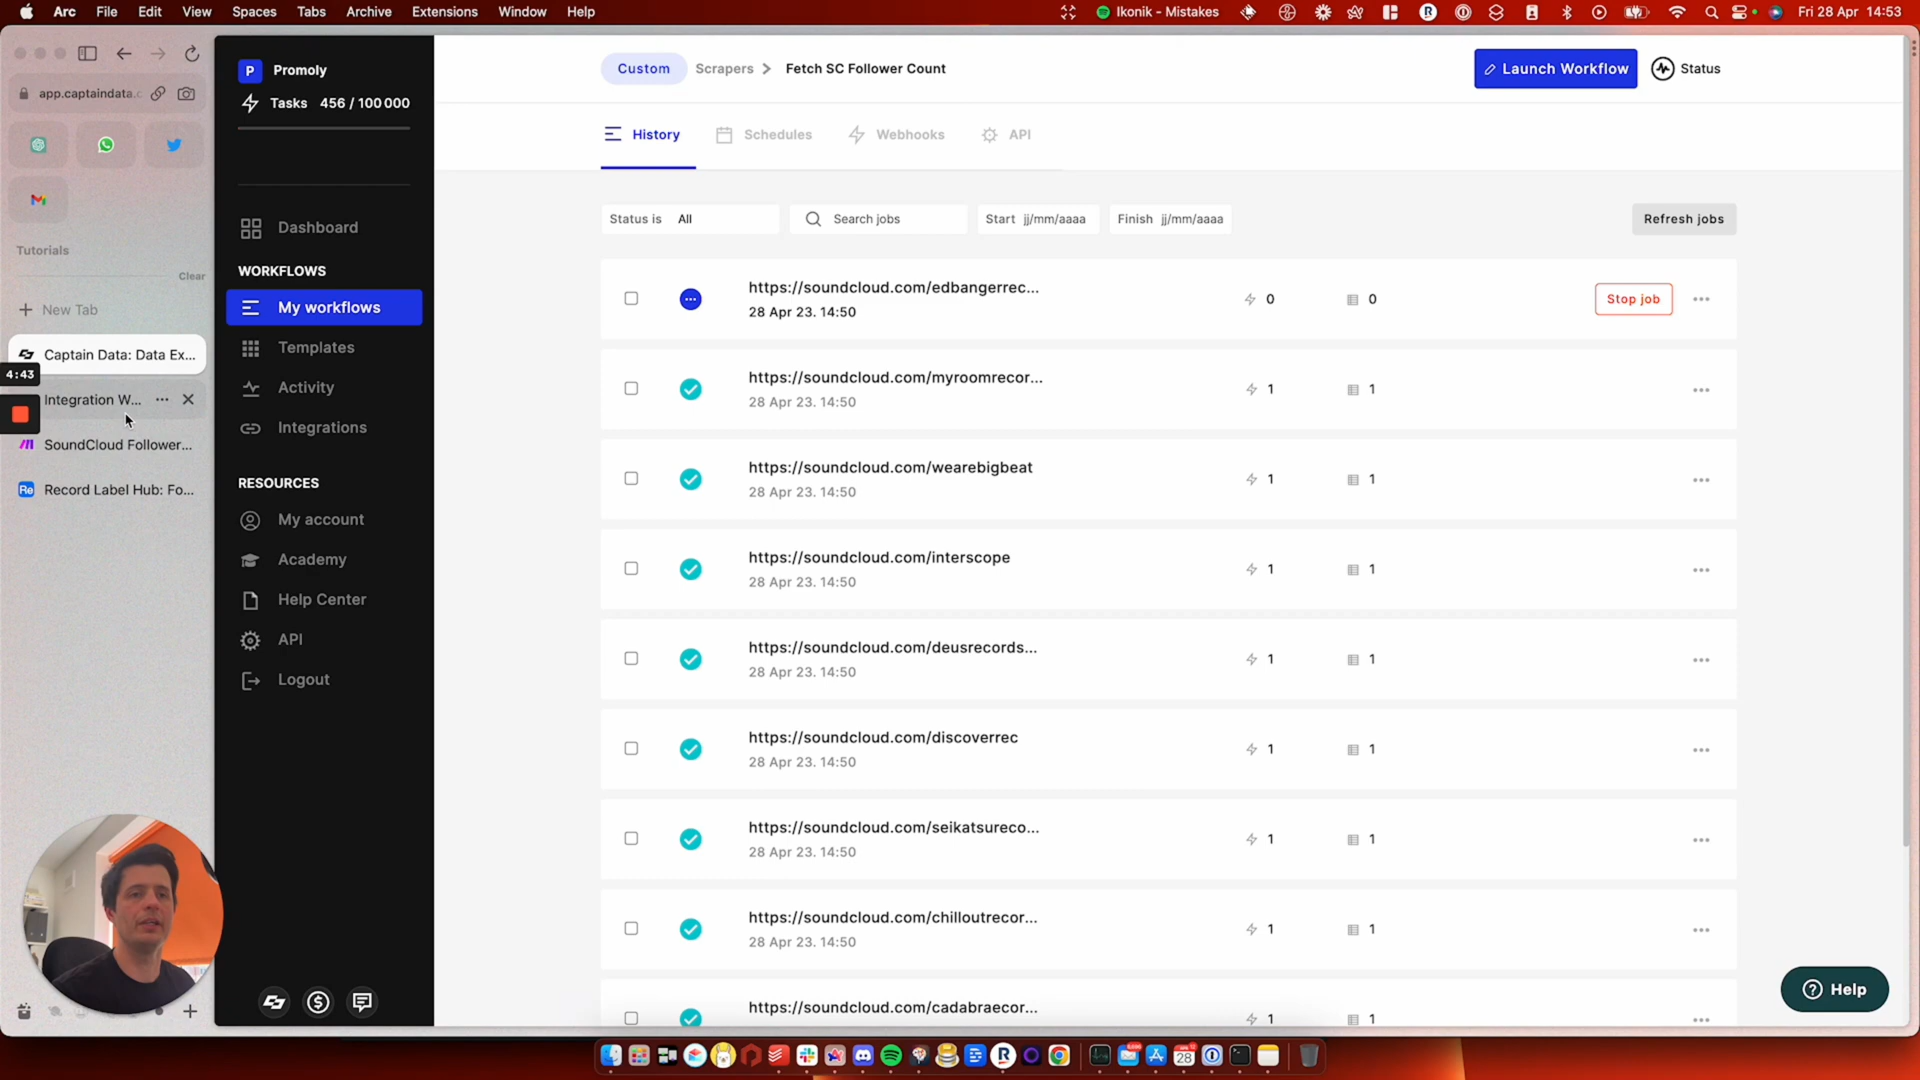 Arc File Edit View Spaces Tabs Archive Extensions Window Help
Ikonik - Mistakes
Fri 28 Apr 14:53
app.captaindata.c
Tutorials
Clear
New Tab
Captain Data: Data Ex...
4:43
Integration W...
SoundCloud Follower...
Re Record Label Hub: Fo...
P Promoly
Tasks 456 / 100 000
Dashboard
WORKFLOWS
My workflows
Templates
Activity
Integrations
RESOURCES
My account
Academy
Help Center
API
Logout
Custom Scrapers > Fetch SC Follower Count
Launch Workflow
Status
History Schedules Webhooks API
Status is All
Search jobs
Start jj/mm/aaaa
Finish jj/mm/aaaa
Refresh jobs
https://soundcloud.com/edbangerrec...
28 Apr 23. 14:50
0 0
Stop job
https://soundcloud.com/myroomrecor...
28 Apr 23. 14:50
1 1
https://soundcloud.com/wearebigbeat
28 Apr 23. 14:50
1 1
https://soundcloud.com/interscope
28 Apr 23. 14:50
1 1
https://soundcloud.com/deusrecords...
28 Apr 23. 14:50
1 1
https://soundcloud.com/discoverrec
28 Apr 23. 14:50
1 1
https://soundcloud.com/seikatsureco...
28 Apr 23. 14:50
1 1
https://soundcloud.com/chilloutrecor...
28 Apr 23. 14:50
1 1
https://soundcloud.com/cadabraecor...
1 1
Help
28